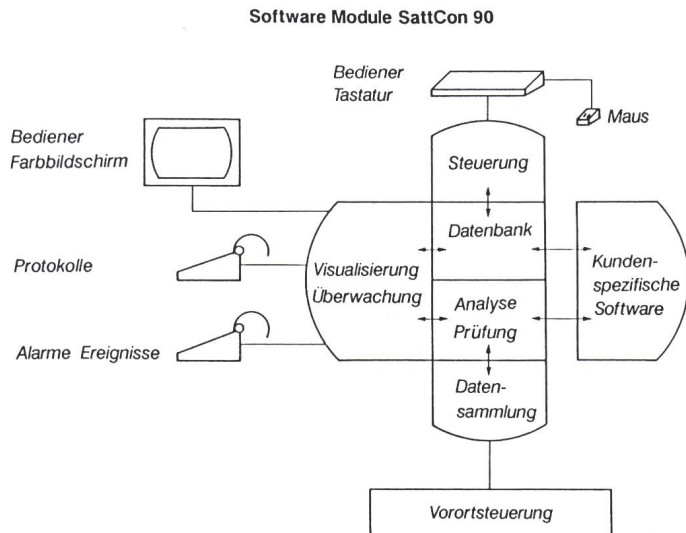 Software Module SattCon 90
Bediener
Tastatur
Maus
Bediener
Farbbildschirm
Steuerung
Datenbank
Protokolle
Visualisierung
Überwachung
Kunden-
spezifische
Software
Analyse
Prüfung
Alarme Ereignisse
Daten-
sammlung
Vorortsteuerung